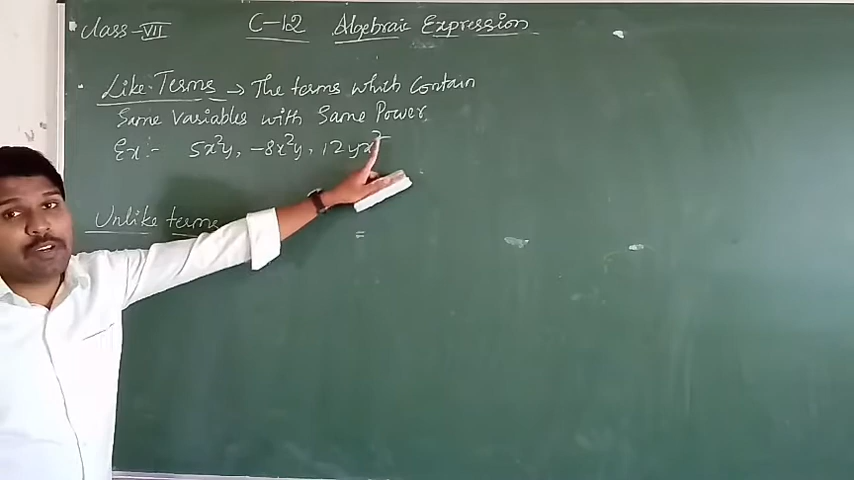 Class-VII C-12 Algebraic Expression
Like Terms → The terms which Contain
Same Variables with Same Power.
Ex:- 5x²y, -8x²y, 12yx²
Unlike terms
=